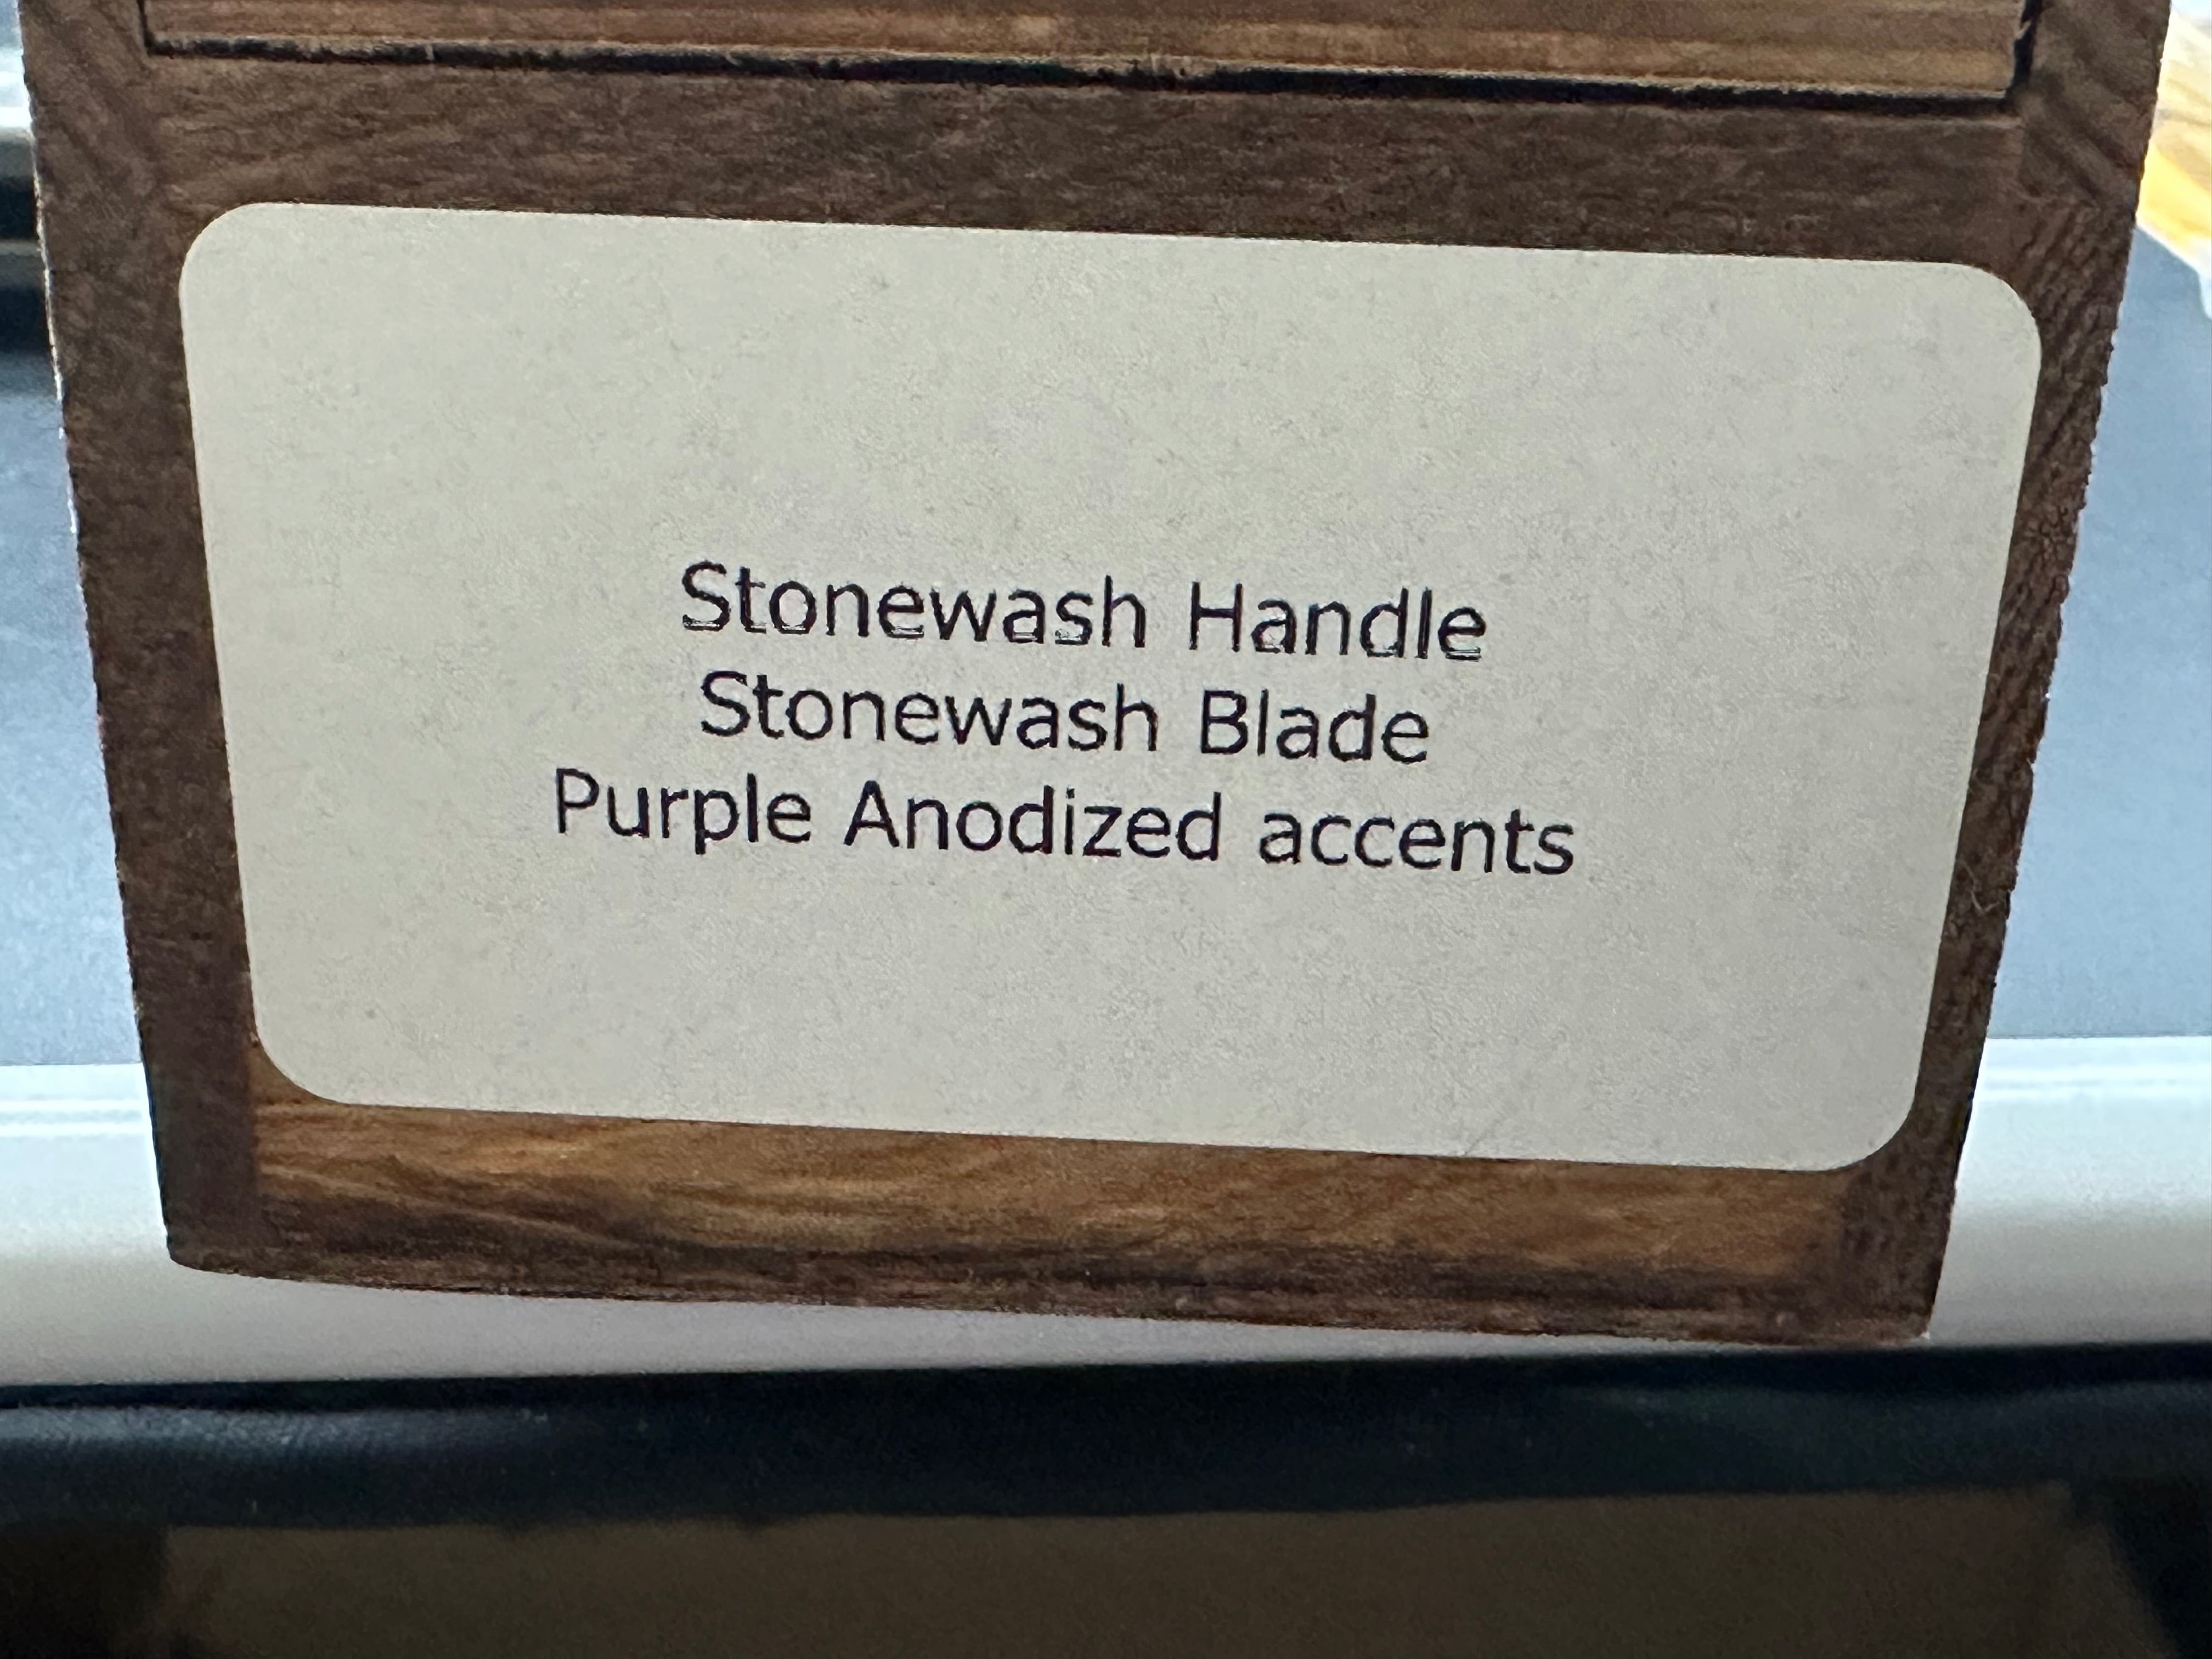 Stonewash Handle
Stonewash Blade
Purple Anodized accents